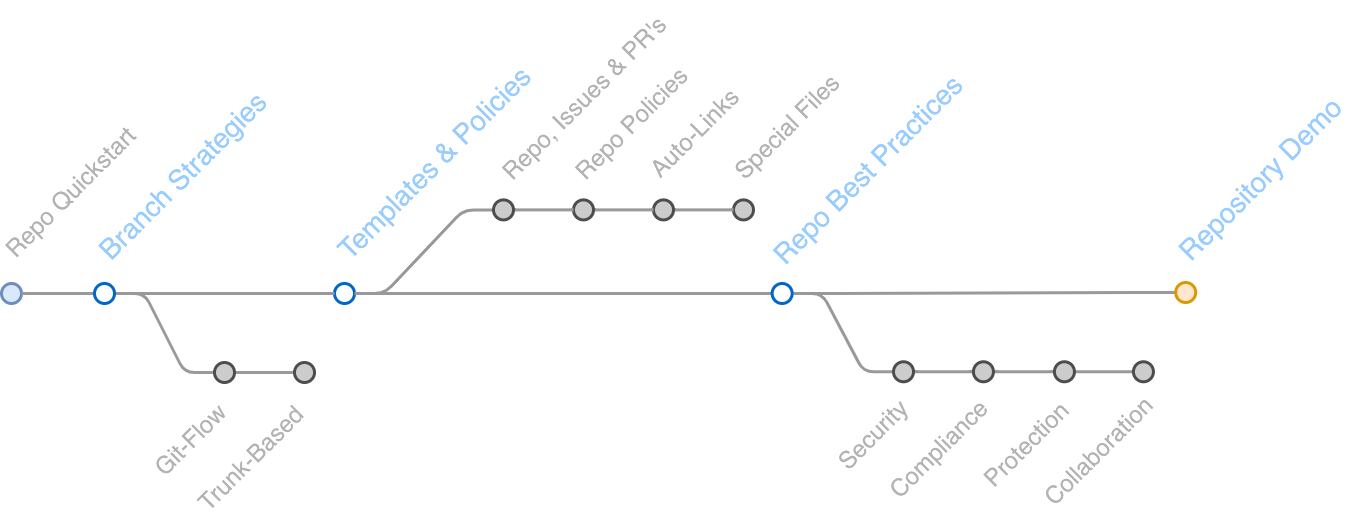 Repo Quickstart
Branch Strategies
Git-Flow
Trunk-Based
Templates & Policies
Repo, Issues & PR's
Repo Policies
Auto-Links
Special Files
Repo Best Practices
Security
Compliance
Protection
Collaboration
Repository Demo